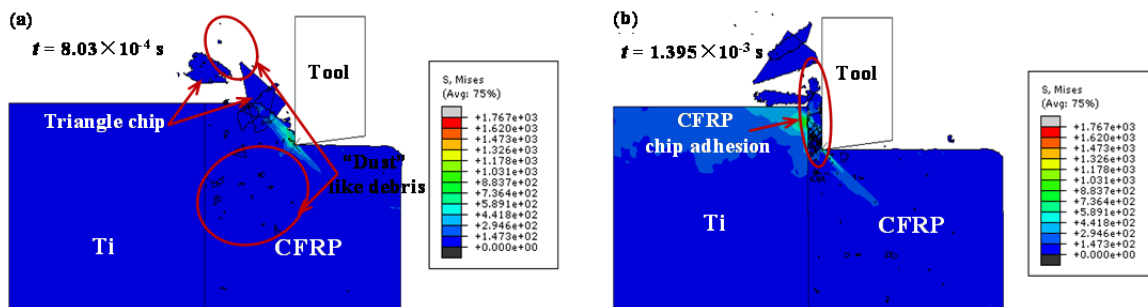 (a)
t = 8.03×10⁻⁴ s
Tool
Triangle chip
“Dust”
like debris
Ti
CFRP
S, Mises
(Avg: 75%)
+1.767e+03
+1.620e+03
+1.473e+03
+1.326e+03
+1.178e+03
+1.031e+03
+8.837e+02
+7.364e+02
+5.891e+02
+4.418e+02
+2.946e+02
+1.473e+02
+0.000e+00
(b)
t = 1.395×10⁻³ s
Tool
CFRP
chip adhesion
Ti
CFRP
S, Mises
(Avg: 75%)
+1.767e+03
+1.620e+03
+1.473e+03
+1.326e+03
+1.178e+03
+1.031e+03
+8.837e+02
+7.364e+02
+5.891e+02
+4.418e+02
+2.946e+02
+1.473e+02
+0.000e+00